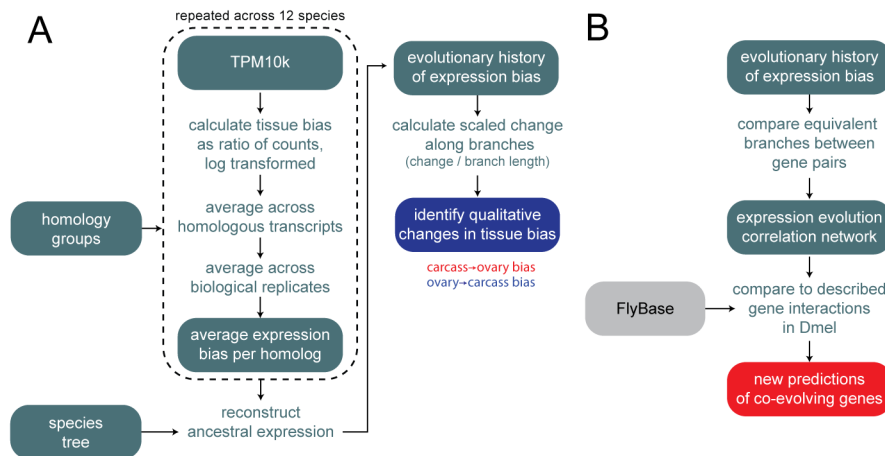 A
repeated across 12 species
TPM10k
calculate tissue bias
as ratio of counts,
log transformed
homology
groups
average across
homologous transcripts
average across
biological replicates
average expression
bias per homolog
species
tree
reconstruct
ancestral expression
evolutionary history
of expression bias
calculate scaled change
along branches
(change / branch length)
identify qualitative
changes in tissue bias
carcass→ovary bias
ovary→carcass bias
B
evolutionary history
of expression bias
compare equivalent
branches between
gene pairs
expression evolution
correlation network
FlyBase
compare to described
gene interactions
in Dmel
new predictions
of co-evolving genes